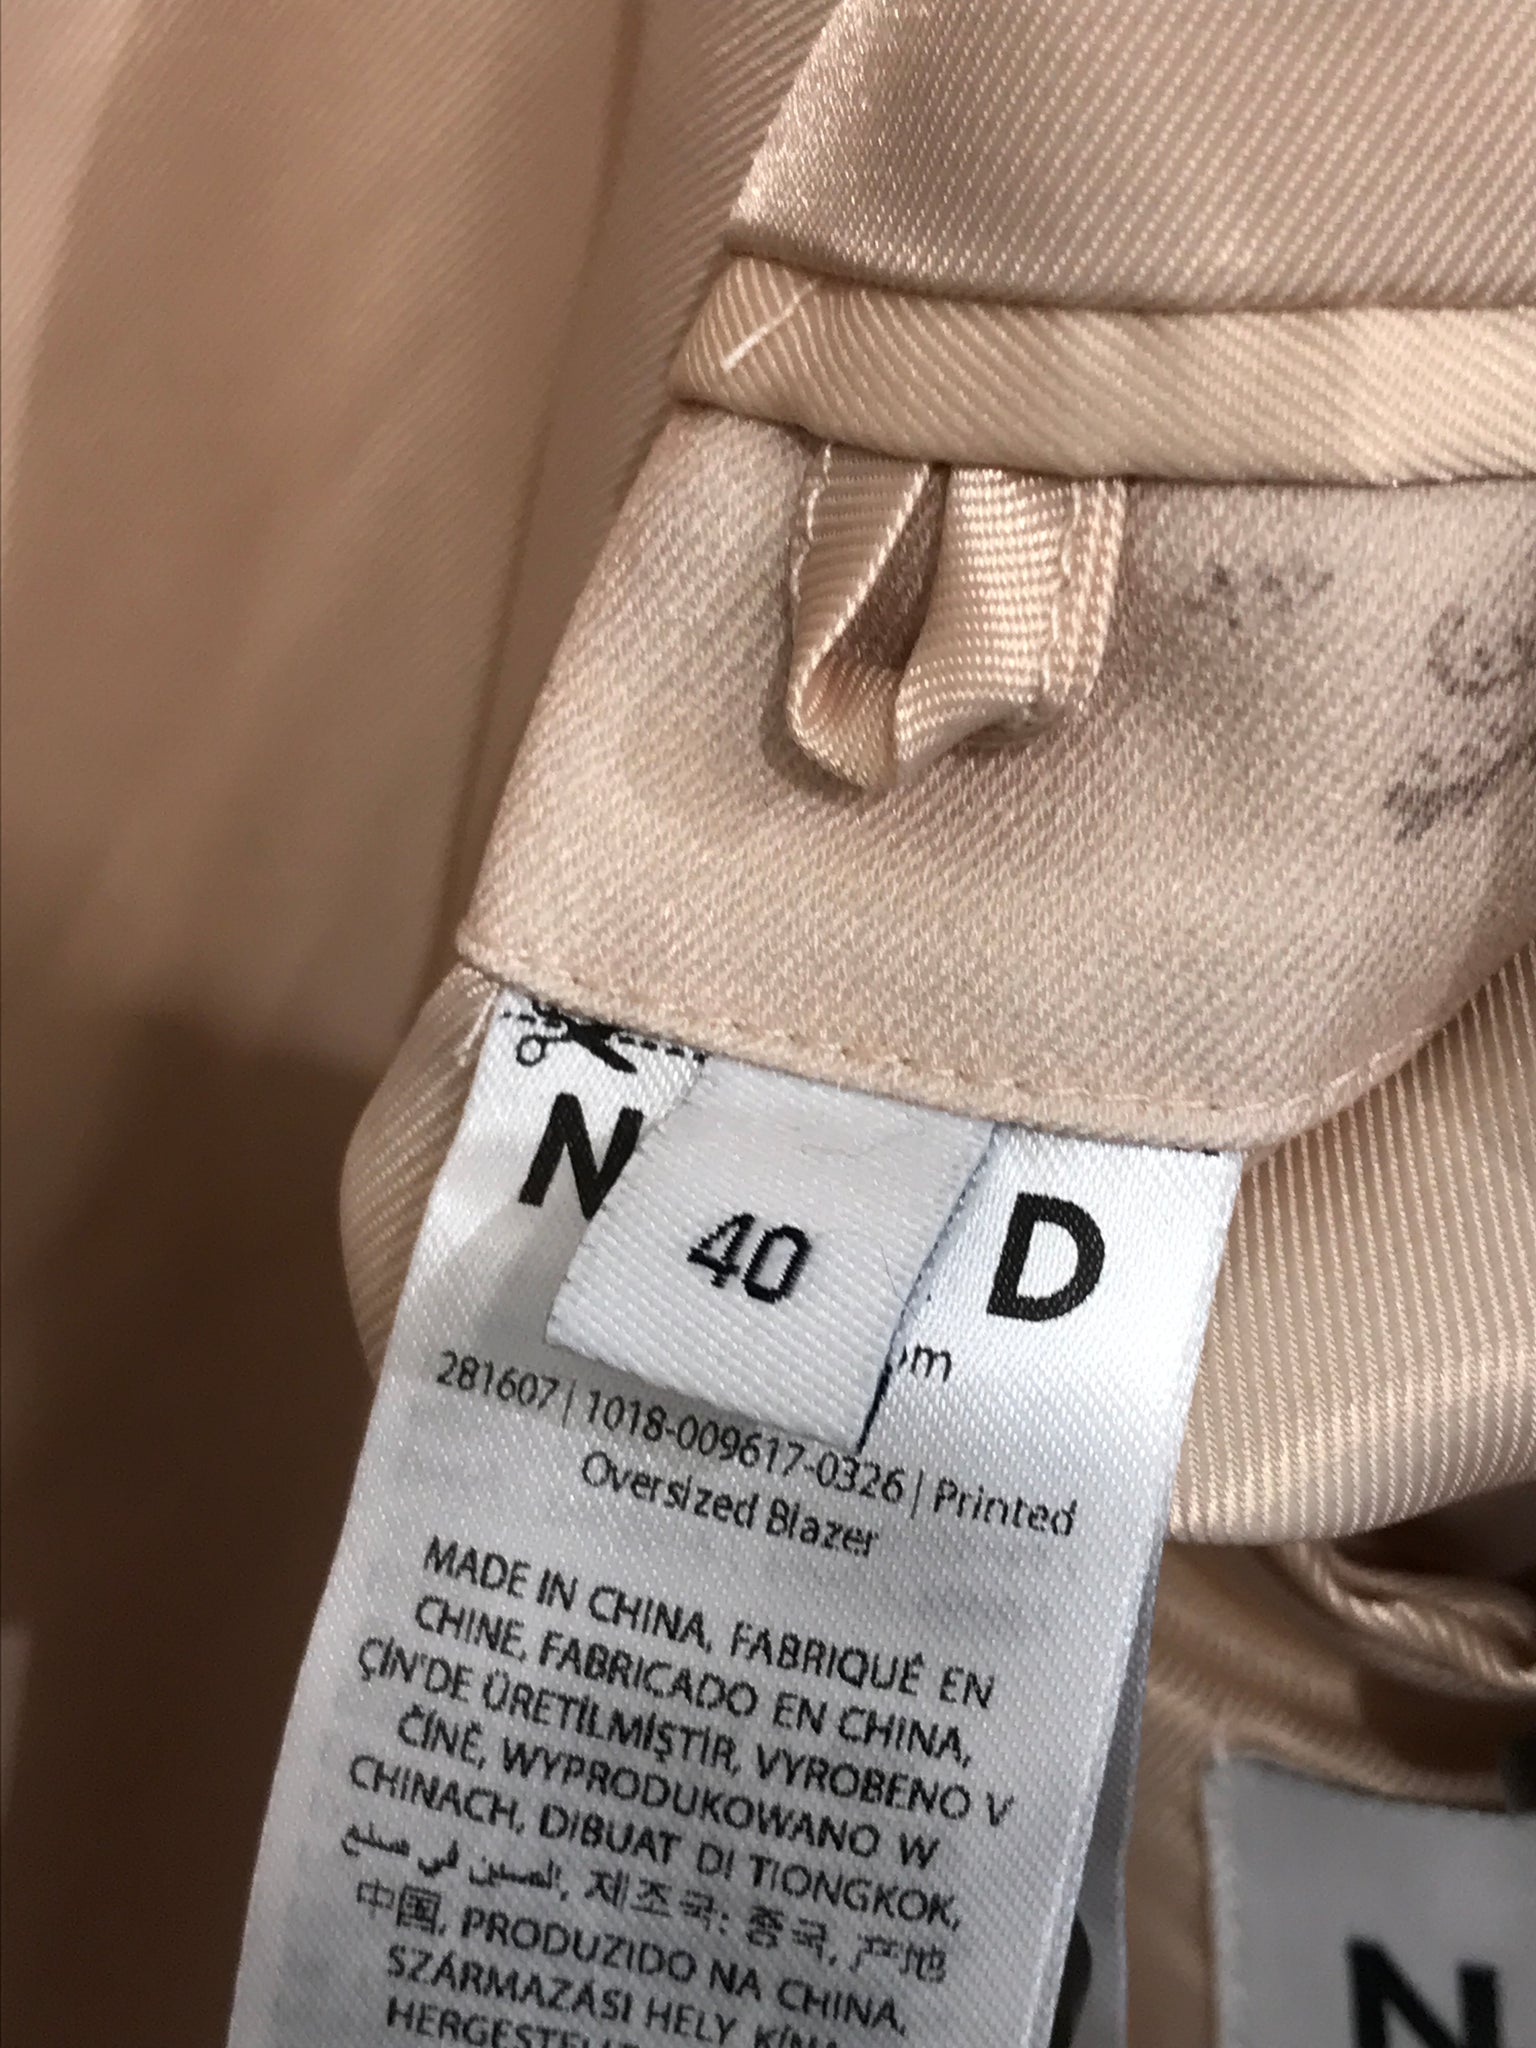 N
40
D
om
281607 | 1018-009617-0326 | Printed
Oversized Blazer
MADE IN CHINA, FABRIQUÉ EN
CHINE, FABRICADO EN CHINA,
ÇİN'DE ÜRETİLMİŞTİR, VYROBENO V
ČÍNĚ, WYPRODUKOWANO W
CHINACH, DIBUAT DI TIONGKOK,
الصين في صنع, 제조국: 중국, 产地
中国, PRODUZIDO NA CHINA,
SZÁRMAZÁSI HELY KÍNA
N